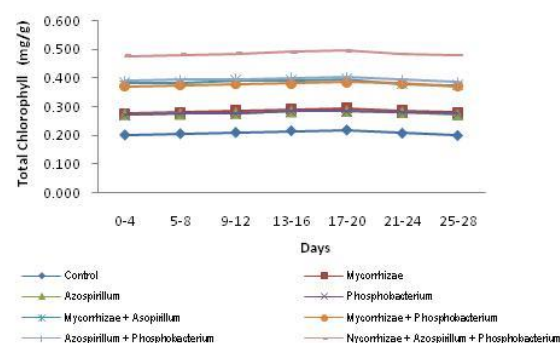 Total Chlorophyll (mg/g)
0.600
0.500
0.400
0.300
0.200
0.100
0.000
0-4 5-8 9-12 13-16 17-20 21-24 25-28
Days
Control
Mycorrhizae
Azospirillum
Phosphobacterium
Mycorrhizae + Asopirillum
Mycorrhizae + Phosphobacterium
Azospirillum + Phosphobacterium
Nycorrhizae + Azospirillum + Phosphobacterium